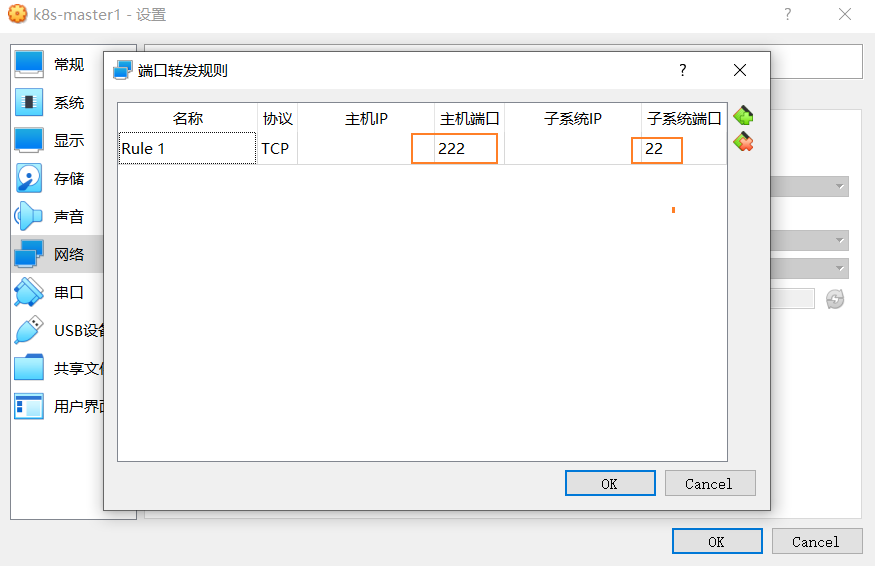 k8s-master1 - 设置
常规
系统
显示
存储
声音
网络
串口
USB设备
共享文件
用户界面
端口转发规则
名称 协议 主机IP 主机端口 子系统IP 子系统端口
Rule 1 TCP 222 22
OK Cancel
OK Cancel